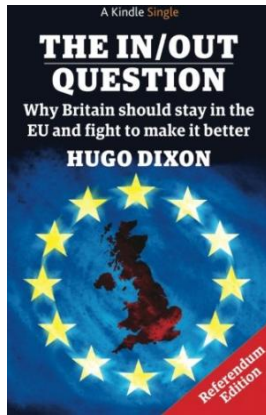 A Kindle Single
THE IN/OUT
QUESTION
Why Britain should stay in the
EU and fight to make it better
HUGO DIXON
Referendum
Edition